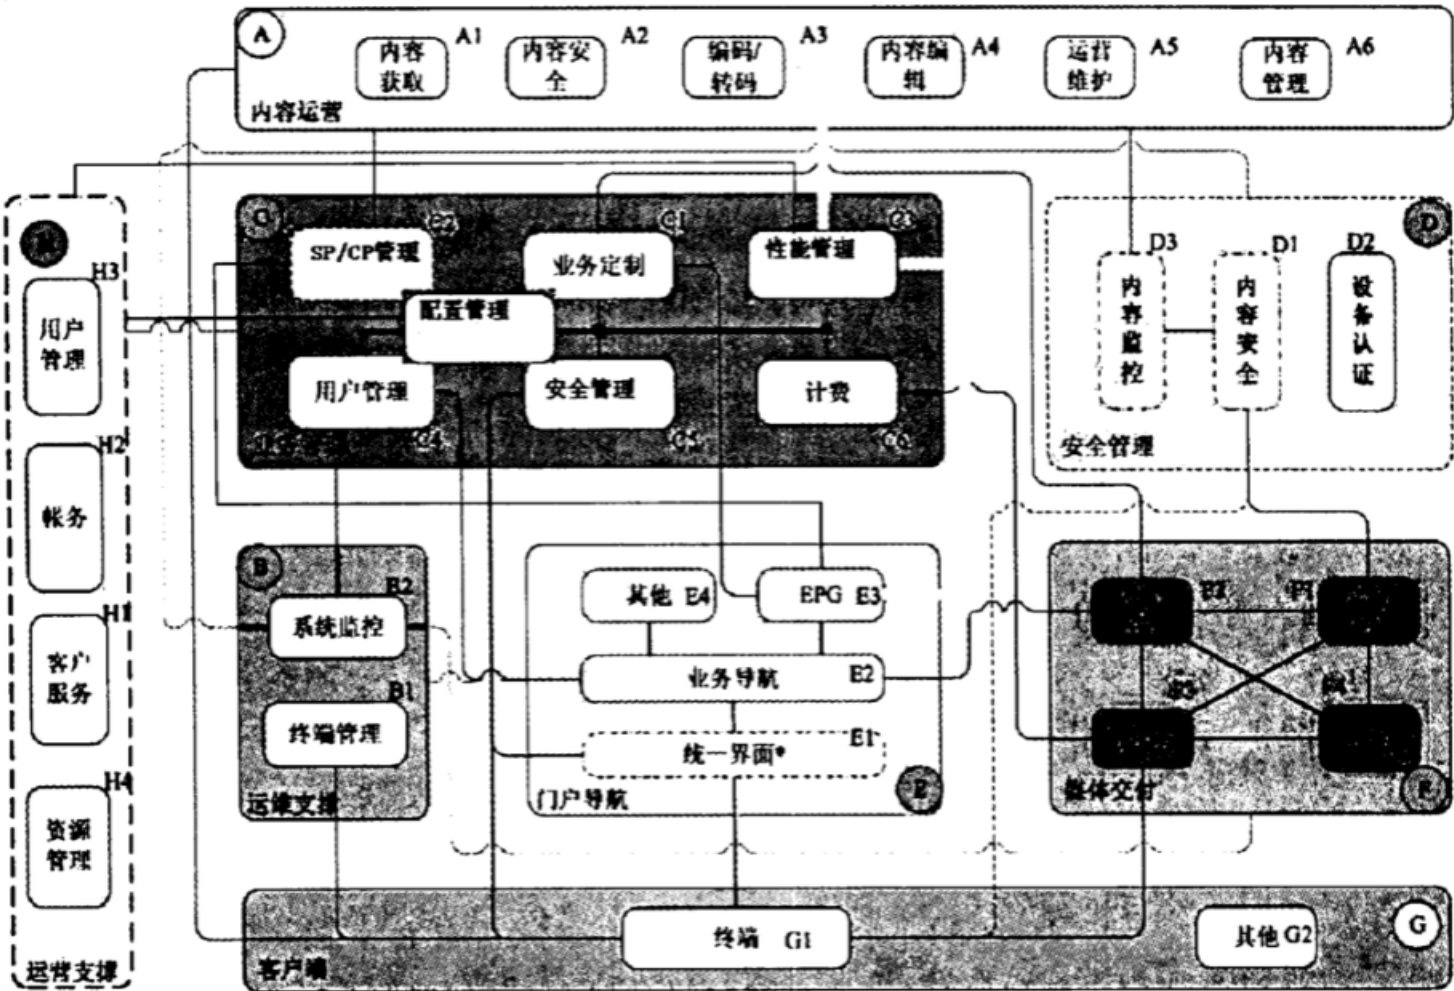 A
内容
获取
A1
内容安
全
A2
编码/
转码
A3
内容编
辑
A4
运营
维护
A5
内容
管理
A6
内容运营
H3
用户
管理
H2
帐务
H1
客户
服务
H4
资源
管理
运营支撑
C
SP/CP管理
C1
业务定制
C3
性能管理
配置管理
用户管理
C4
安全管理
C5
计费
C6
D
D3
内容监控
D1
内容安全
D2
设备认证
安全管理
B
B2
系统监控
B1
终端管理
运维支撑
其他 E4
EPG E3
业务导航
E2
统一界面*
E1
门户导航
E
媒体交付
F
终端 G1
其他G2
G
客户端